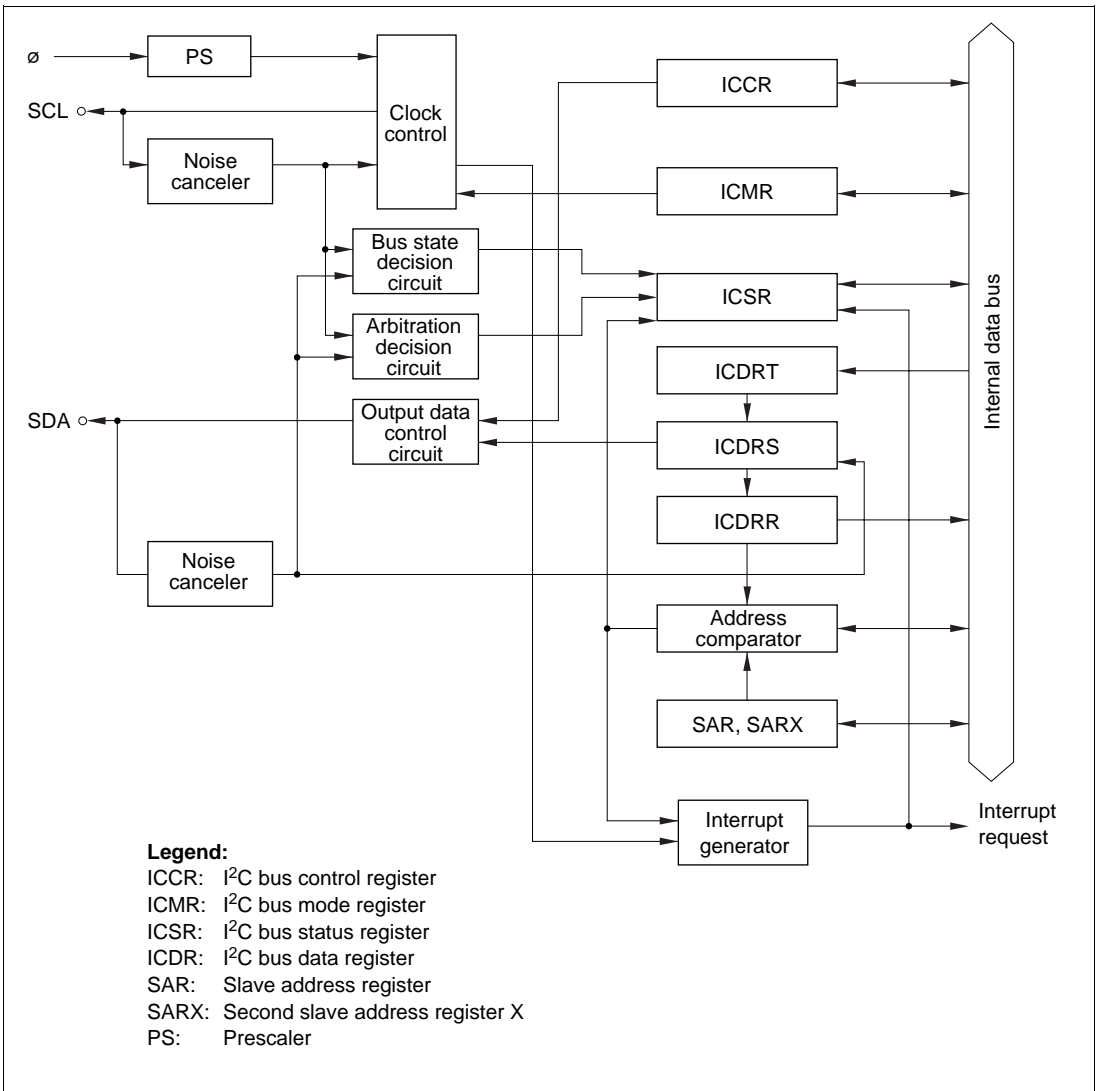 ø
PS
SCL
Clock
control
Noise
canceler
ICCR
ICMR
Bus state
decision
circuit
ICSR
Arbitration
decision
circuit
ICDRT
Internal data bus
SDA
Output data
control
circuit
ICDRS
ICDRR
Noise
canceler
Address
comparator
SAR, SARX
Interrupt
generator
Interrupt
request
Legend:
ICCR: I²C bus control register
ICMR: I²C bus mode register
ICSR: I²C bus status register
ICDR: I²C bus data register
SAR: Slave address register
SARX: Second slave address register X
PS: Prescaler